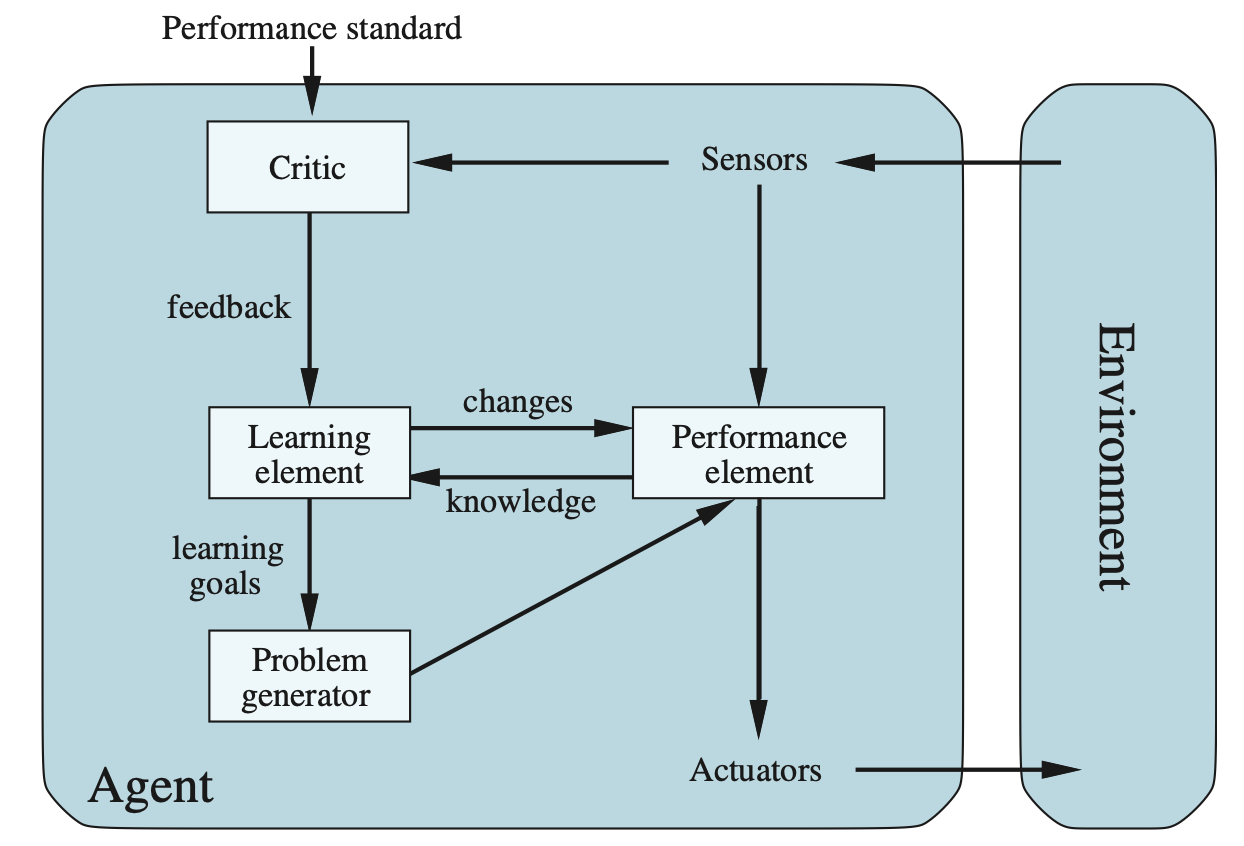 Performance standard
Critic
Sensors
feedback
changes
Learning
element
Performance
element
knowledge
learning
goals
Problem
generator
Agent
Actuators
Environment